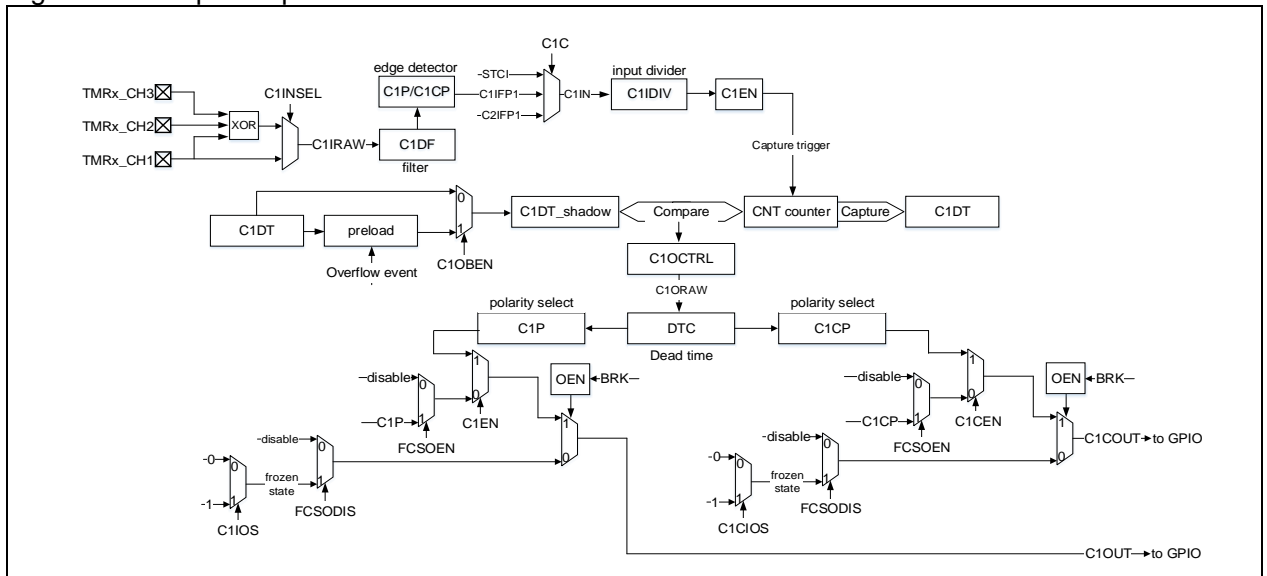 C1C
edge detector
-STCI
input divider
TMRx_CH3
C1INSEL
C1P/C1CP
C1IFP1
C1IN
C1IDIV
C1EN
TMRx_CH2
XOR
-C2IFP1
TMRx_CH1
C1IRAW
C1DF
filter
Capture trigger
0
C1DT
preload
1
C1DT_shadow
Compare
CNT counter
Capture
C1DT
Overflow event
C1OBEN
C1OCTRL
C1ORAW
polarity select
polarity select
C1P
DTC
C1CP
Dead time
disable
0
1
OEN
BRK
disable
0
1
OEN
BRK
C1P
1
0
C1EN
1
C1CP
1
0
C1CEN
1
FCSOEN
FCSOEN
-disable
0
0
-disable
0
0
C1COUT
to GPIO
-0
0
frozen
state
1
-0
0
frozen
state
1
-1
1
FCSODIS
-1
1
FCSODIS
C1IOS
C1CIOS
C1OUT
to GPIO